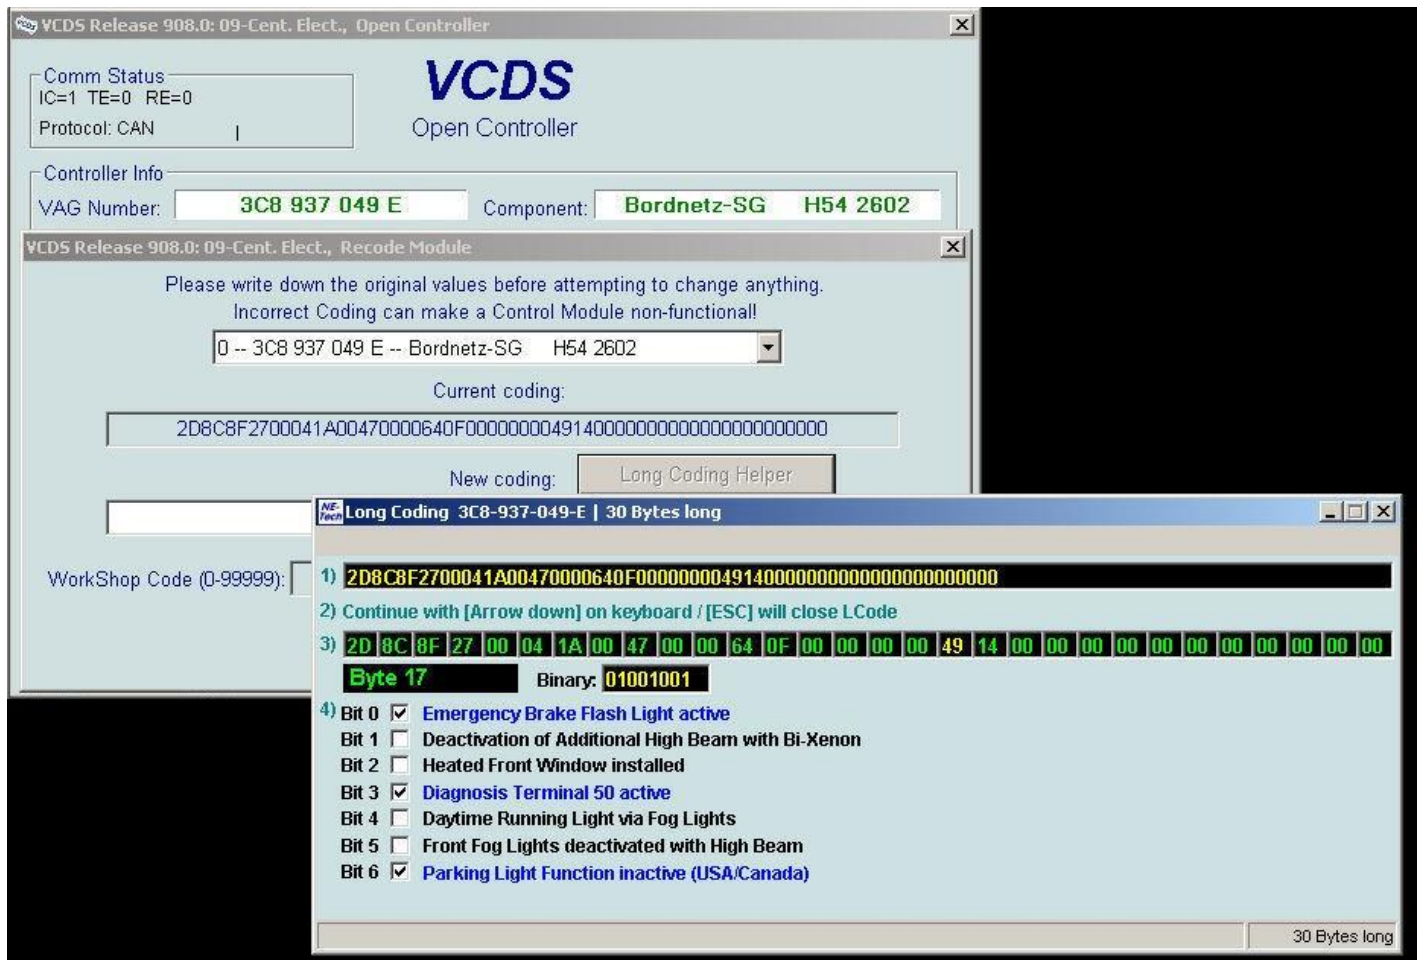 VCDS Release 908.0: 09-Cent. Elect., Open Controller
Comm Status
IC=1 TE=0 RE=0
Protocol: CAN
VCDS
Open Controller
Controller Info
VAG Number: 3C8 937 049 E Component: Bordnetz-SG H54 2602
VCDS Release 908.0: 09-Cent. Elect., Recode Module
Please write down the original values before attempting to change anything.
Incorrect Coding can make a Control Module non-functional!
0 -- 3C8 937 049 E -- Bordnetz-SG H54 2602
Current coding:
2D8C8F2700041A00470000640F0000000049140000000000000000000000
New coding: Long Coding Helper
WorkShop Code (0-99999):
NE-Tech Long Coding 3C8-937-049-E | 30 Bytes long
1) 2D8C8F2700041A00470000640F0000000049140000000000000000000000
2) Continue with [Arrow down] on keyboard / [ESC] will close LCode
3) 2D 8C 8F 27 00 04 1A 00 47 00 00 64 0F 00 00 00 00 49 14 00 00 00 00 00 00 00 00 00 00 00
Byte 17 Binary: 01001001
4) Bit 0 Emergency Brake Flash Light active
Bit 1 Deactivation of Additional High Beam with Bi-Xenon
Bit 2 Heated Front Window installed
Bit 3 Diagnosis Terminal 50 active
Bit 4 Daytime Running Light via Fog Lights
Bit 5 Front Fog Lights deactivated with High Beam
Bit 6 Parking Light Function inactive (USA/Canada)
30 Bytes long